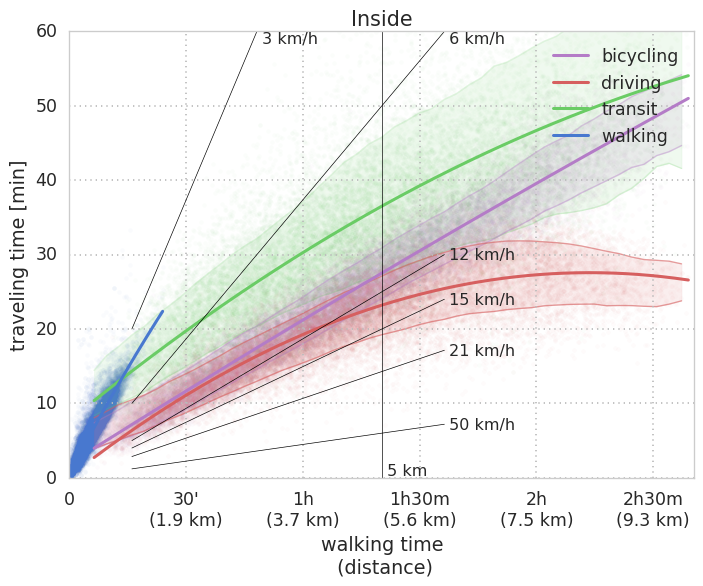 Inside
60
50
40
30
20
10
0
traveling time [min]
3 km/h
6 km/h
bicycling
driving
transit
walking
12 km/h
15 km/h
21 km/h
50 km/h
5 km
0 30' 1h 1h30m 2h 2h30m
(1.9 km) (3.7 km) (5.6 km) (7.5 km) (9.3 km)
walking time
(distance)